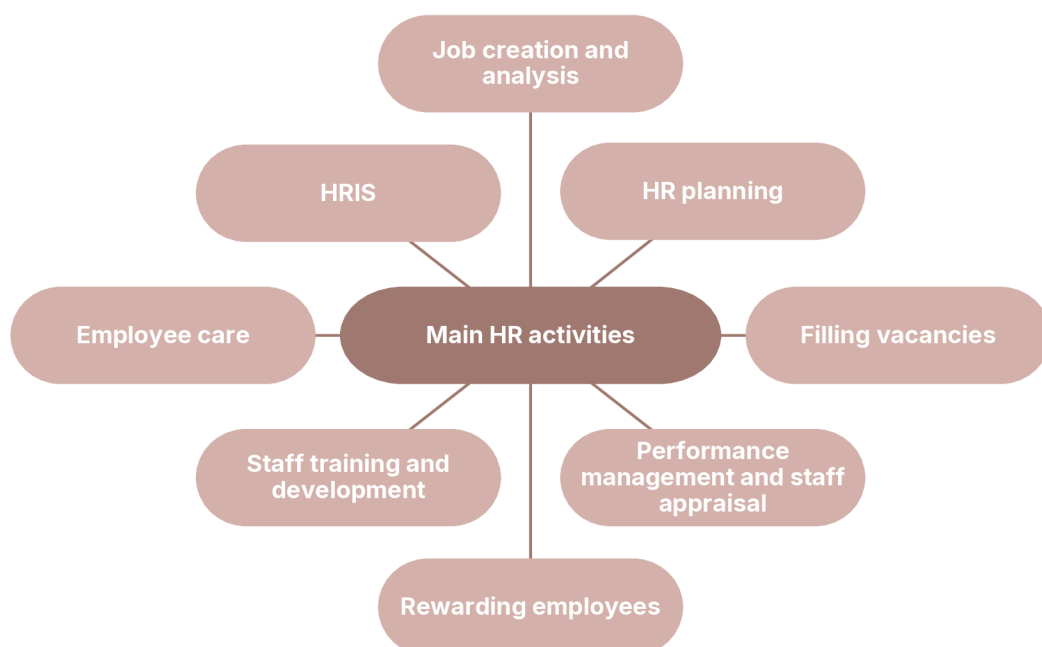 Job creation and
analysis
HRIS
HR planning
Employee care
Main HR activities
Filling vacancies
Staff training and
development
Performance
management and staff
appraisal
Rewarding employees